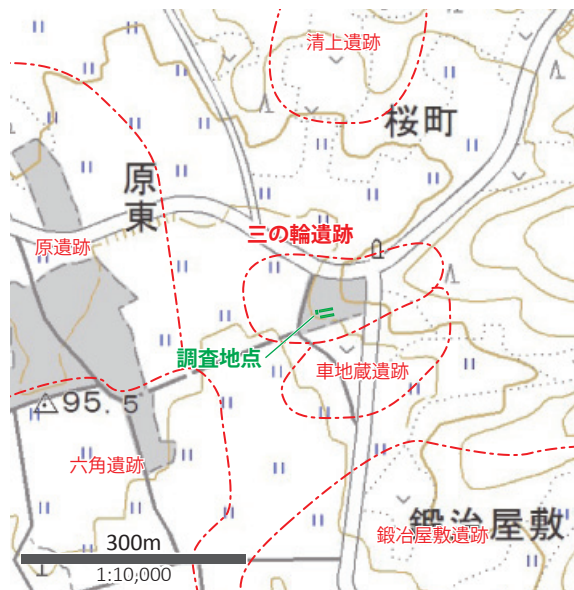 清上遺跡
桜町
原東
三の輪遺跡
原遺跡
調査地点
車地蔵遺跡
95.5
六角遺跡
鍛冶屋敷
鍛冶屋敷遺跡
300m
1:10,000